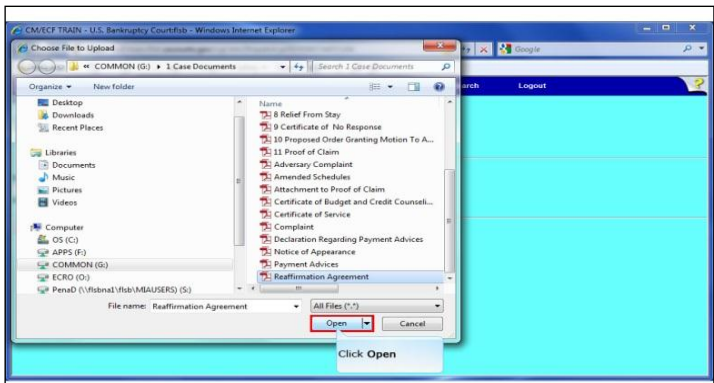 CM/ECF TRAIN - U.S. Bankruptcy Court:flsb - Windows Internet Explorer
Choose File to Upload
« COMMON (G:) ▸ 1 Case Documents
Search 1 Case Documents
Google
Organize
New folder
arch
Logout
Desktop
Downloads
Recent Places
Libraries
Documents
Music
Pictures
Videos
Computer
OS (C:)
APPS (F:)
COMMON (G:)
ECRO (O:)
PenaD (\\flsbna1\flsb\MIAUSERS) (S:)
Name
8 Relief From Stay
9 Certificate of No Response
10 Proposed Order Granting Motion To A...
11 Proof of Claim
Adversary Complaint
Amended Schedules
Attachment to Proof of Claim
Certificate of Budget and Credit Counseli...
Certificate of Service
Complaint
Declaration Regarding Payment Advices
Notice of Appearance
Payment Advices
Reaffirmation Agreement
File name: Reaffirmation Agreement
All Files (*.*)
Open
Cancel
Click Open